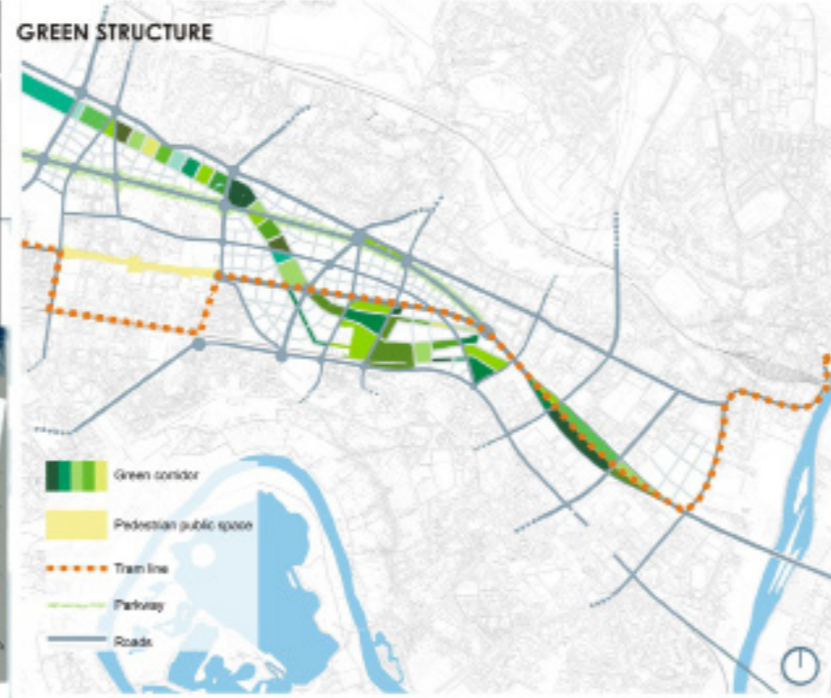 GREEN STRUCTURE
Green corridor
Pedestrian public space
Tram line
Parkway
Roads